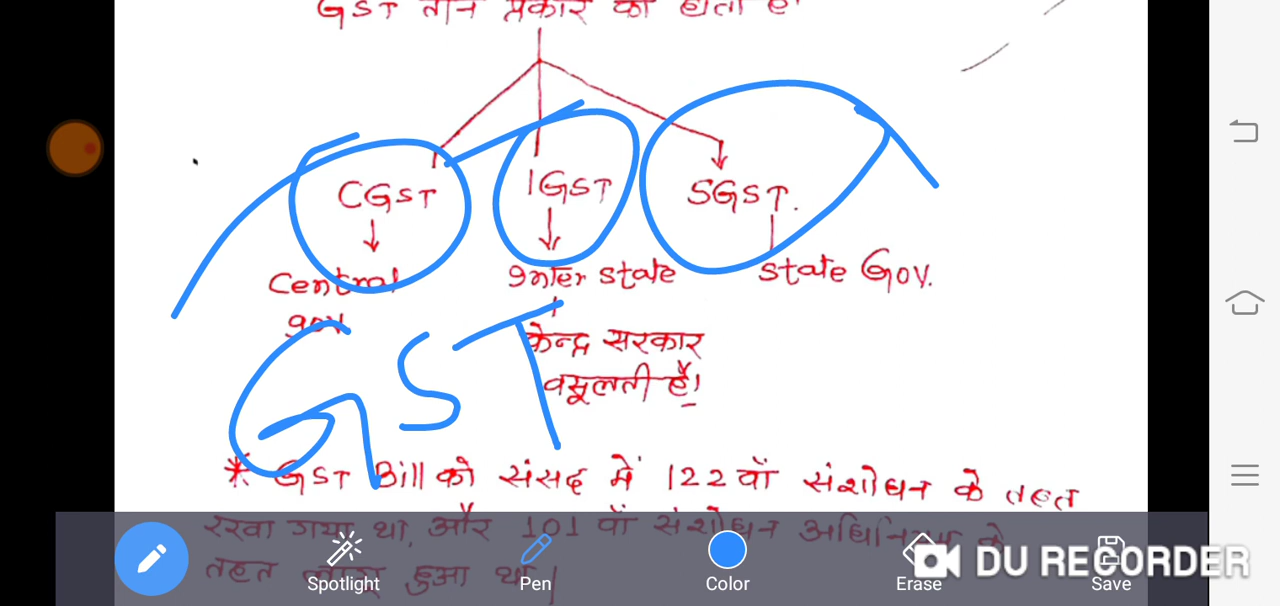 GST तीन प्रकार का होता है
CGST IGST SGST.
Central Inter state State Gov.
gov
केन्द्र सरकार
वसूलती है।
GST
* GST Bill को संसद में 122वाँ संशोधन के तहत
रखा गया था, और 101 वाँ संशोधन अधिनियम के
तहत लागू हुआ था|
Spotlight Pen Color Erase Save
DU RECORDER